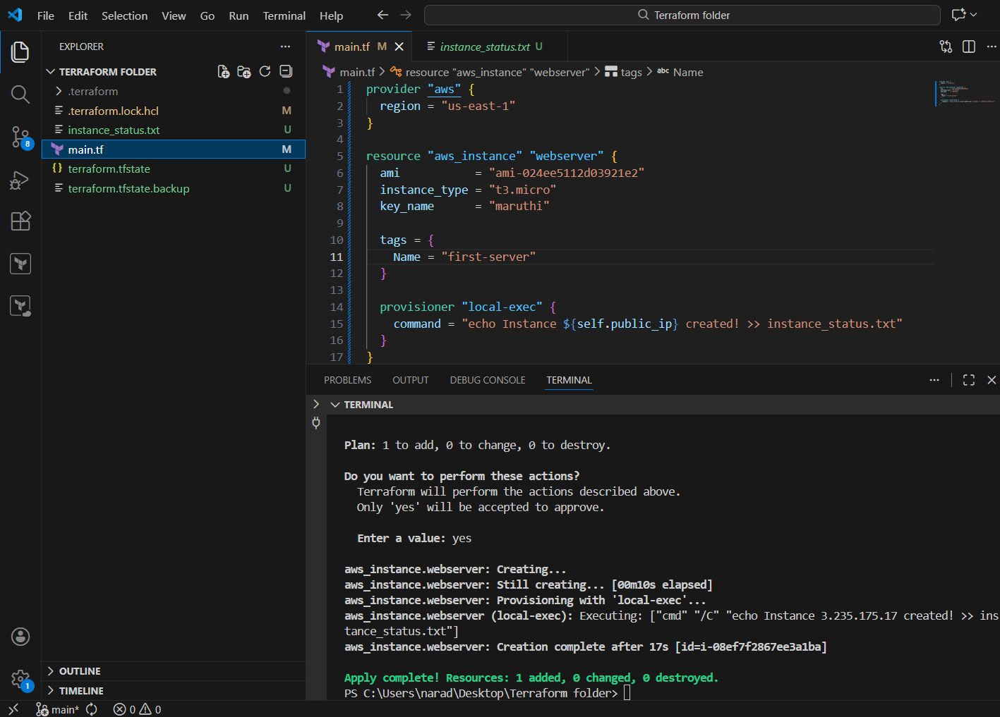 File Edit Selection View Go Run Terminal Help
Terraform folder
EXPLORER
TERRAFORM FOLDER
.terraform
.terraform.lock.hcl M
instance_status.txt U
main.tf M
terraform.tfstate U
terraform.tfstate.backup U
OUTLINE
TIMELINE
8
1
main.tf M
instance_status.txt U
main.tf > resource "aws_instance" "webserver" > tags > abc Name
1 provider "aws" {
2 region = "us-east-1"
3 }
4
5 resource "aws_instance" "webserver" {
6 ami = "ami-024ee5112d03921e2"
7 instance_type = "t3.micro"
8 key_name = "maruthi"
9
10 tags = {
11 Name = "first-server"
12 }
13
14 provisioner "local-exec" {
15 command = "echo Instance ${self.public_ip} created! >> instance_status.txt"
16 }
17 }
PROBLEMS OUTPUT DEBUG CONSOLE TERMINAL
TERMINAL
Plan: 1 to add, 0 to change, 0 to destroy.
Do you want to perform these actions?
Terraform will perform the actions described above.
Only 'yes' will be accepted to approve.
Enter a value: yes
aws_instance.webserver: Creating...
aws_instance.webserver: Still creating... [00m10s elapsed]
aws_instance.webserver: Provisioning with 'local-exec'...
aws_instance.webserver (local-exec): Executing: ["cmd" "/C" "echo Instance 3.235.175.17 created! >> ins
tance_status.txt"]
aws_instance.webserver: Creation complete after 17s [id=i-08ef7f2867ee3a1ba]
Apply complete! Resources: 1 added, 0 changed, 0 destroyed.
PS C:\Users\narad\Desktop\Terraform folder>
main* 0 0